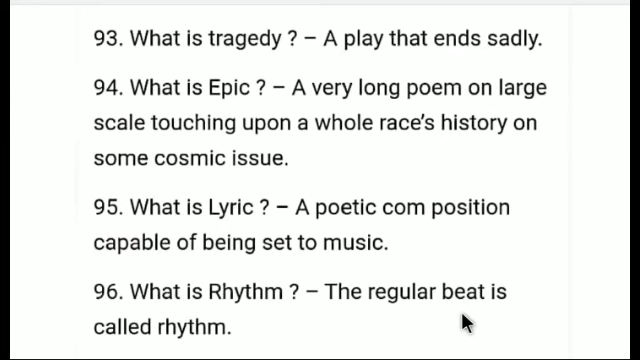 93. What is tragedy ? – A play that ends sadly.
94. What is Epic ? – A very long poem on large
scale touching upon a whole race’s history on
some cosmic issue.
95. What is Lyric ? – A poetic com position
capable of being set to music.
96. What is Rhythm ? – The regular beat is
called rhythm.